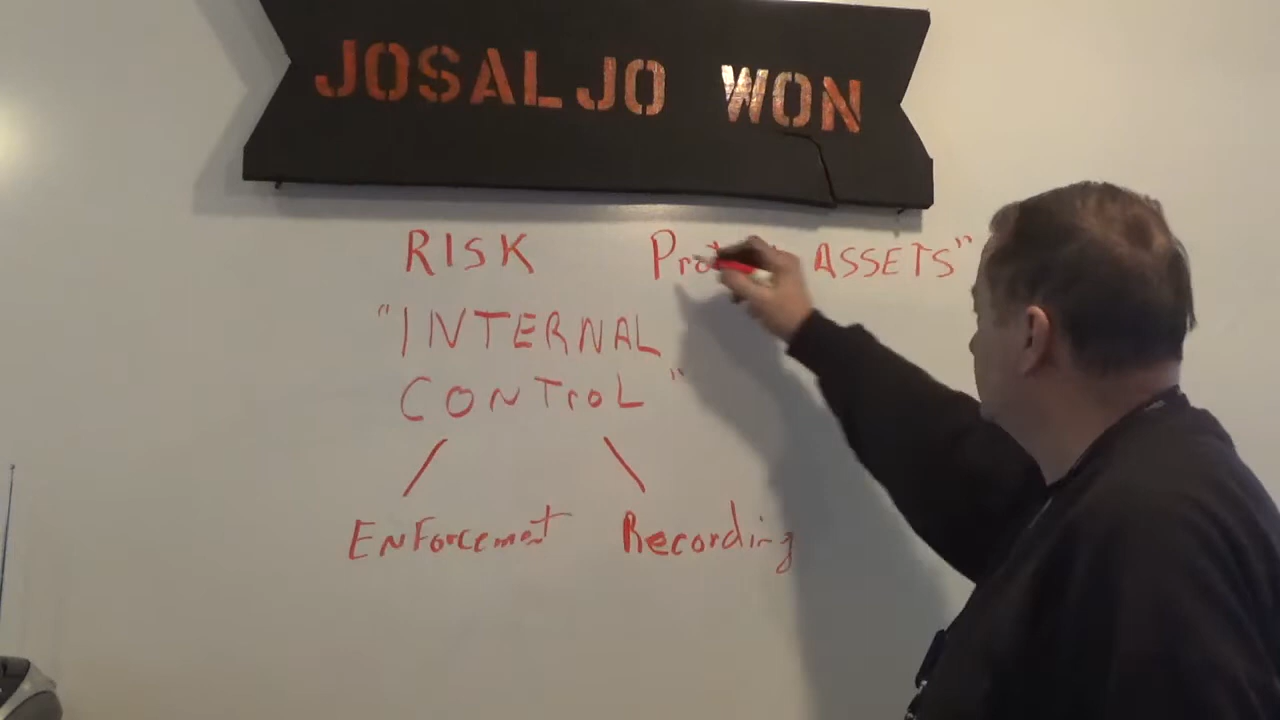 JOSALJO WON
RISK ASSETS"
"INTERNAL
CONTROL"
Enforcement Recording